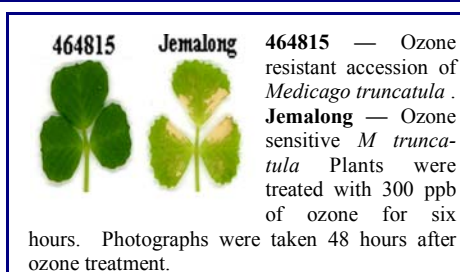 464815 Jemalong
464815 — Ozone
resistant accession of
Medicago truncatula .
Jemalong — Ozone
sensitive M trunca-
tula Plants were
treated with 300 ppb
of ozone for six
hours. Photographs were taken 48 hours after
ozone treatment.